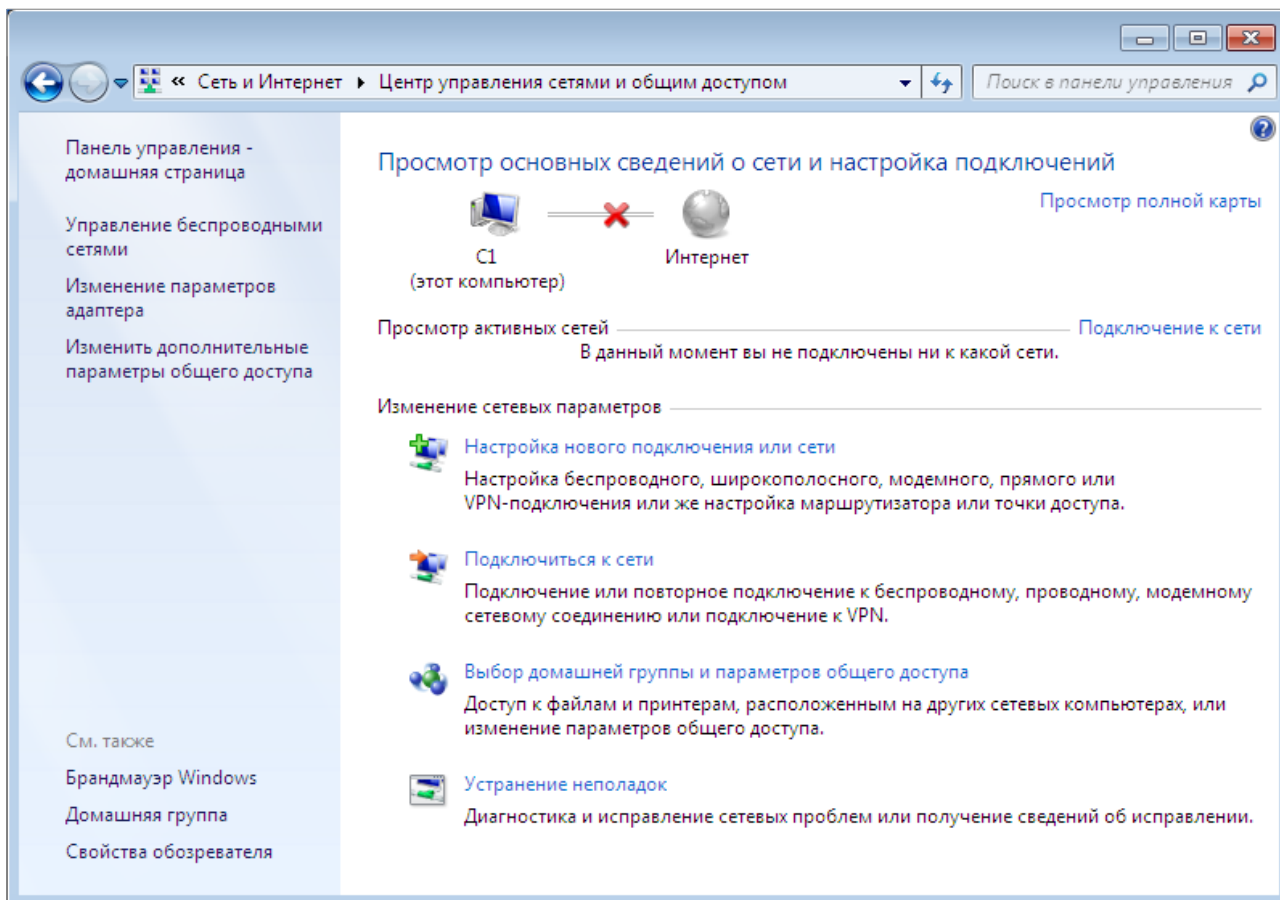 « Сеть и Интернет Центр управления сетями и общим доступом Поиск в панели управления
Панель управления -
домашняя страница
Управление беспроводными
сетями
Изменение параметров
адаптера
Изменить дополнительные
параметры общего доступа
См. также
Брандмауэр Windows
Домашняя группа
Свойства обозревателя
Просмотр основных сведений о сети и настройка подключений
Просмотр полной карты
C1
(этот компьютер)
Интернет
Просмотр активных сетей Подключение к сети
В данный момент вы не подключены ни к какой сети.
Изменение сетевых параметров
Настройка нового подключения или сети
Настройка беспроводного, широкополосного, модемного, прямого или
VPN-подключения или же настройка маршрутизатора или точки доступа.
Подключиться к сети
Подключение или повторное подключение к беспроводному, проводному, модемному
сетевому соединению или подключение к VPN.
Выбор домашней группы и параметров общего доступа
Доступ к файлам и принтерам, расположенным на других сетевых компьютерах, или
изменение параметров общего доступа.
Устранение неполадок
Диагностика и исправление сетевых проблем или получение сведений об исправлении.